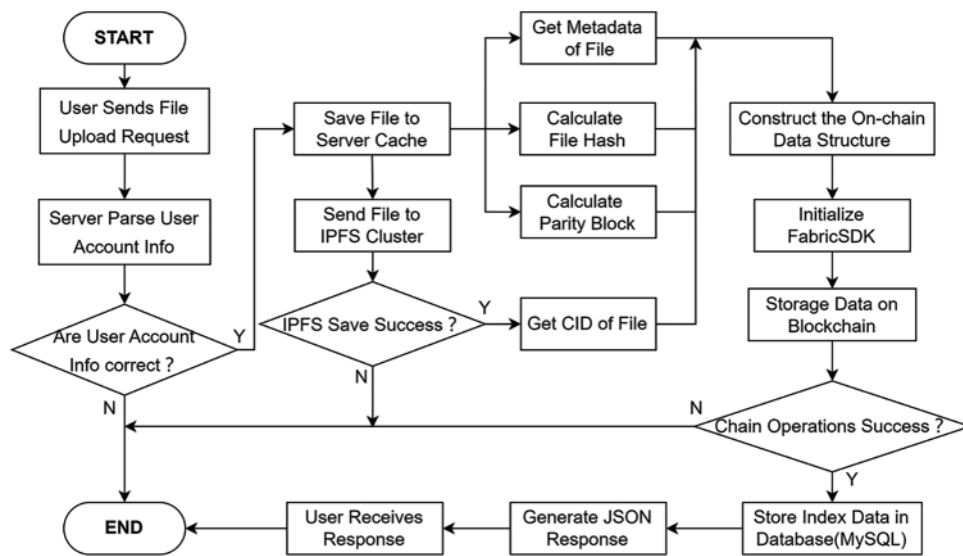 START
User Sends File
Upload Request
Server Parse User
Account Info
Are User Account
Info correct ?
Y
N
Save File to
Server Cache
Send File to
IPFS Cluster
IPFS Save Success ?
Y
N
Get Metadata
of File
Calculate
File Hash
Calculate
Parity Block
Get CID of File
Construct the On-chain
Data Structure
Initialize
FabricSDK
Storage Data on
Blockchain
Chain Operations Success ?
N
Y
Store Index Data in
Database(MySQL)
Generate JSON
Response
User Receives
Response
END